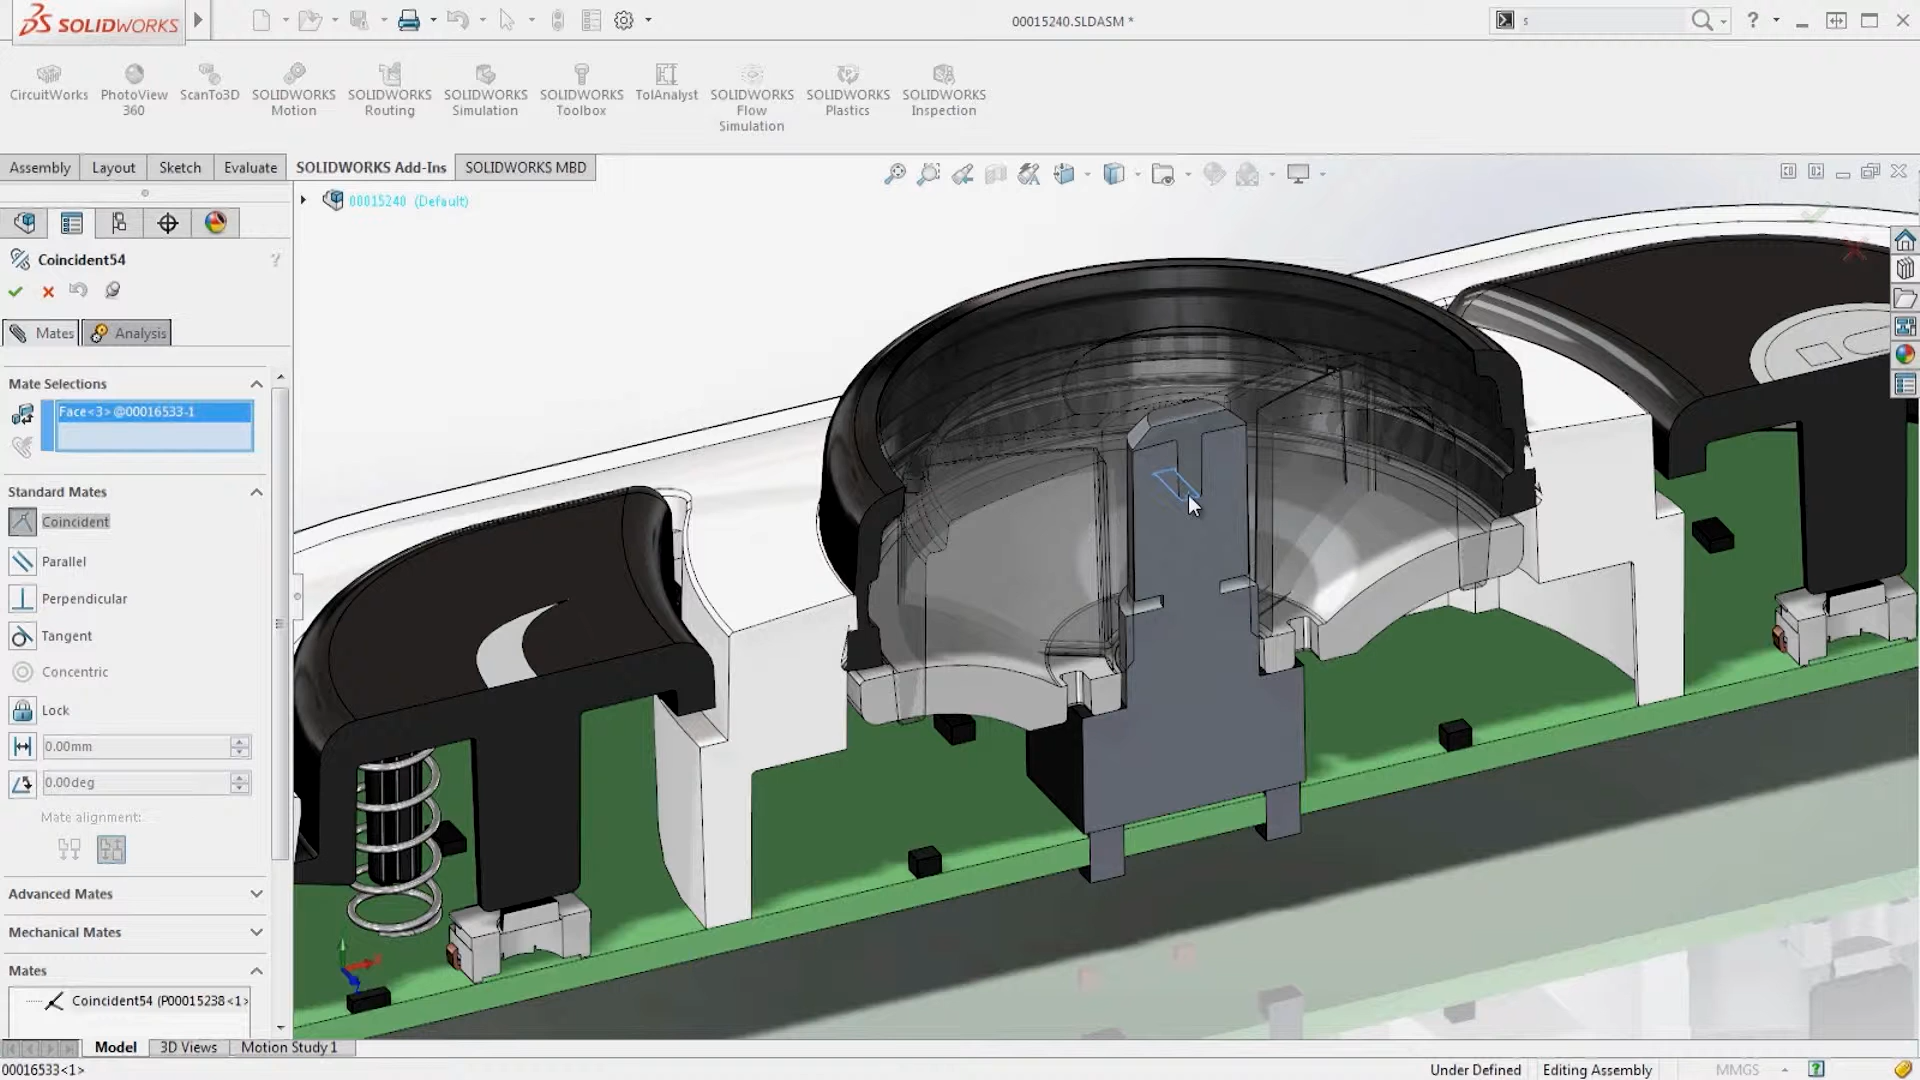 SOLIDWORKS
00015240.SLDASM *
s
?
CircuitWorks
PhotoView 360
ScanTo3D
SOLIDWORKS Motion
SOLIDWORKS Routing
SOLIDWORKS Simulation
SOLIDWORKS Toolbox
TolAnalyst
SOLIDWORKS Flow Simulation
SOLIDWORKS Plastics
SOLIDWORKS Inspection
Assembly
Layout
Sketch
Evaluate
SOLIDWORKS Add-Ins
SOLIDWORKS MBD
00015240 (Default)
Coincident54
?
Mates
Analysis
Mate Selections
Face<3> @00016533-1
Standard Mates
Coincident
Parallel
Perpendicular
Tangent
Concentric
Lock
0.00mm
0.00deg
Mate alignment:
Advanced Mates
Mechanical Mates
Mates
Coincident54 (P00015238<1>
Model
3D Views
Motion Study 1
00016533<1>
Under Defined
Editing Assembly
MMGS
?